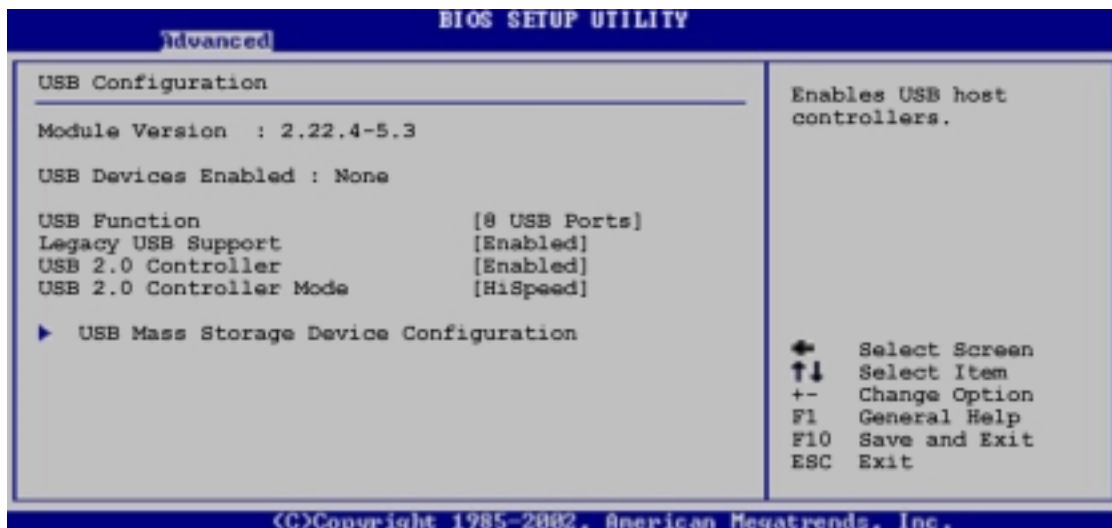 BIOS SETUP UTILITY
Advanced
USB Configuration
Module Version : 2.22.4-5.3
USB Devices Enabled : None
USB Function [8 USB Ports]
Legacy USB Support [Enabled]
USB 2.0 Controller [Enabled]
USB 2.0 Controller Mode [HiSpeed]
USB Mass Storage Device Configuration
Enables USB host
controllers.
Select Screen
Select Item
+- Change Option
F1 General Help
F10 Save and Exit
ESC Exit
(C)Copyright 1985-2002, American Megatrends, Inc.